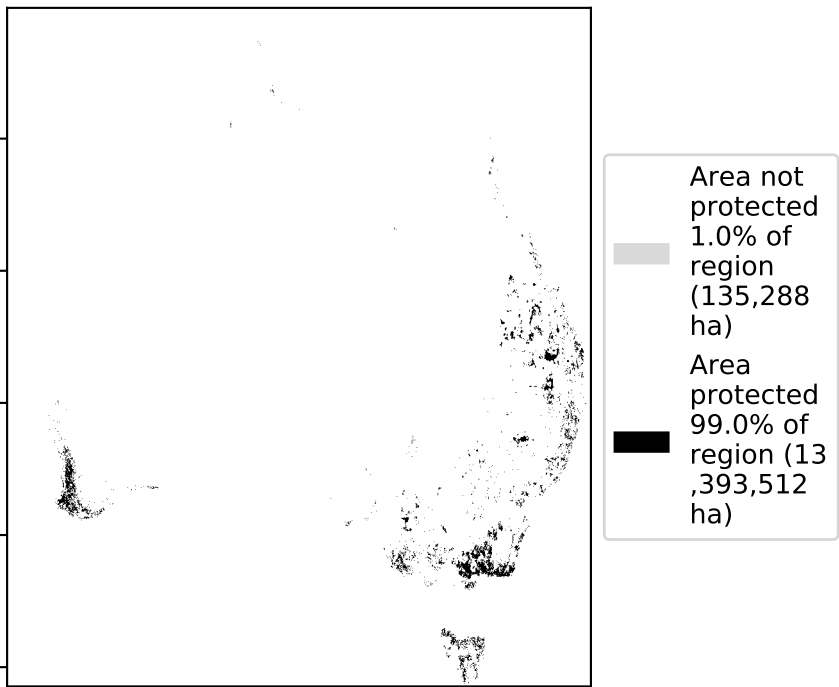 Area not
protected
1.0% of
region
(135,288
ha)
Area
protected
99.0% of
region (13
,393,512
ha)